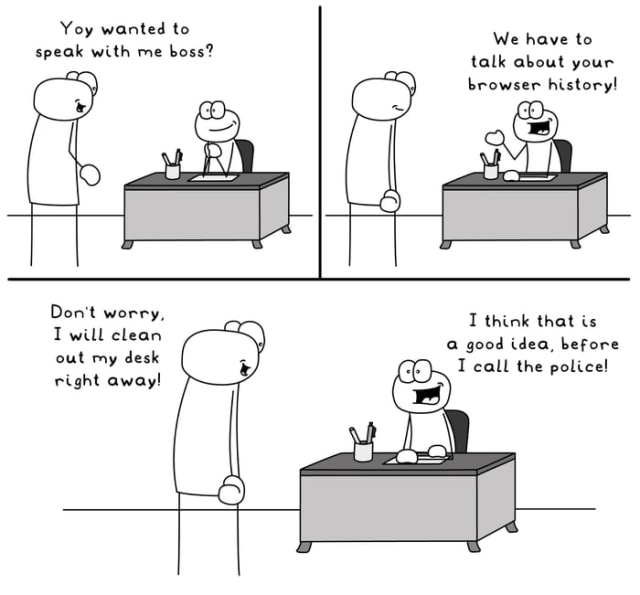 Yoy wanted to
speak with me boss?
We have to
talk about your
browser history!
Don't worry,
I will clean
out my desk
right away!
I think that is
a good idea, before
I call the police!